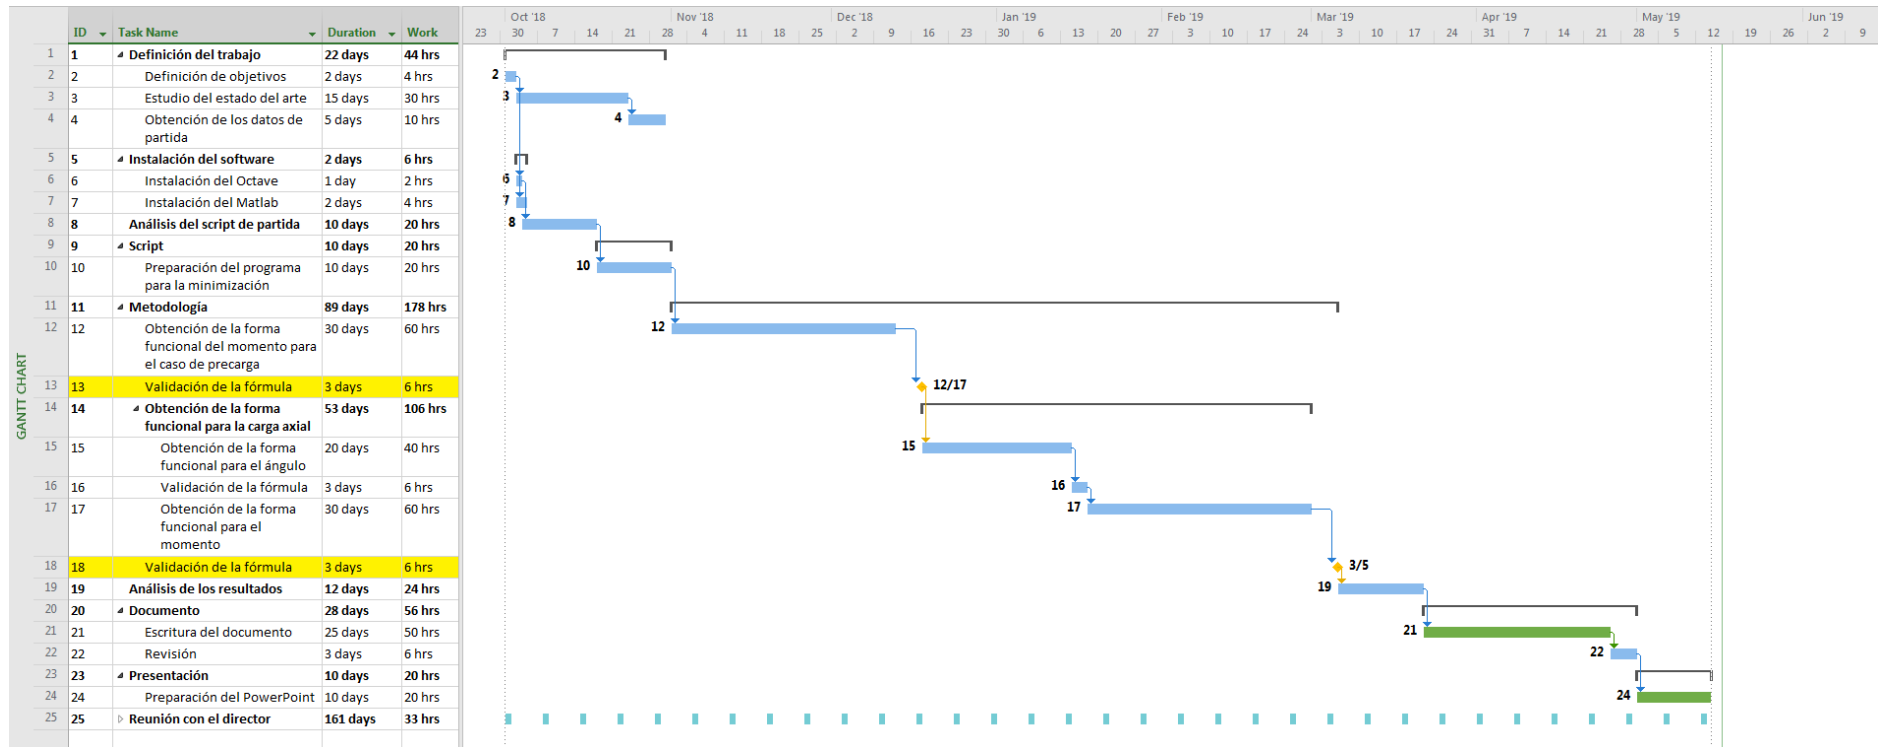 Oct '18 Nov '18 Dec '18 Jan '19 Feb '19 Mar '19 Apr '19 May '19 Jun '19
ID Task Name Duration Work 23 30 7 14 21 28 4 11 18 25 2 9 16 23 30 6 13 20 27 3 10 17 24 3 10 17 24 31 7 14 21 28 5 12 19 26 2 9
GANTT CHART
1 1 Definición del trabajo 22 days 44 hrs
2 2 Definición de objetivos 2 days 4 hrs 2
3 3 Estudio del estado del arte 15 days 30 hrs 3
4 4 Obtención de los datos de 5 days 10 hrs 4
partida
5 5 Instalación del software 2 days 6 hrs
6 6 Instalación del Octave 1 day 2 hrs 6
7 7 Instalación del Matlab 2 days 4 hrs 7
8 8 Análisis del script de partida 10 days 20 hrs 8
9 9 Script 10 days 20 hrs
10 10 Preparación del programa 10 days 20 hrs 10
para la minimización
11 11 Metodología 89 days 178 hrs
12 12 Obtención de la forma 30 days 60 hrs 12
funcional del momento para
el caso de precarga
13 13 Validación de la fórmula 3 days 6 hrs 12/17
14 14 Obtención de la forma 53 days 106 hrs
funcional para la carga axial
15 15 Obtención de la forma 20 days 40 hrs 15
funcional para el ángulo
16 16 Validación de la fórmula 3 days 6 hrs 16
17 17 Obtención de la forma 30 days 60 hrs 17
funcional para el
momento
18 18 Validación de la fórmula 3 days 6 hrs 3/5
19 19 Análisis de los resultados 12 days 24 hrs 19
20 20 Documento 28 days 56 hrs
21 21 Escritura del documento 25 days 50 hrs 21
22 22 Revisión 3 days 6 hrs 22
23 23 Presentación 10 days 20 hrs
24 24 Preparación del PowerPoint 10 days 20 hrs 24
25 25 Reunión con el director 161 days 33 hrs